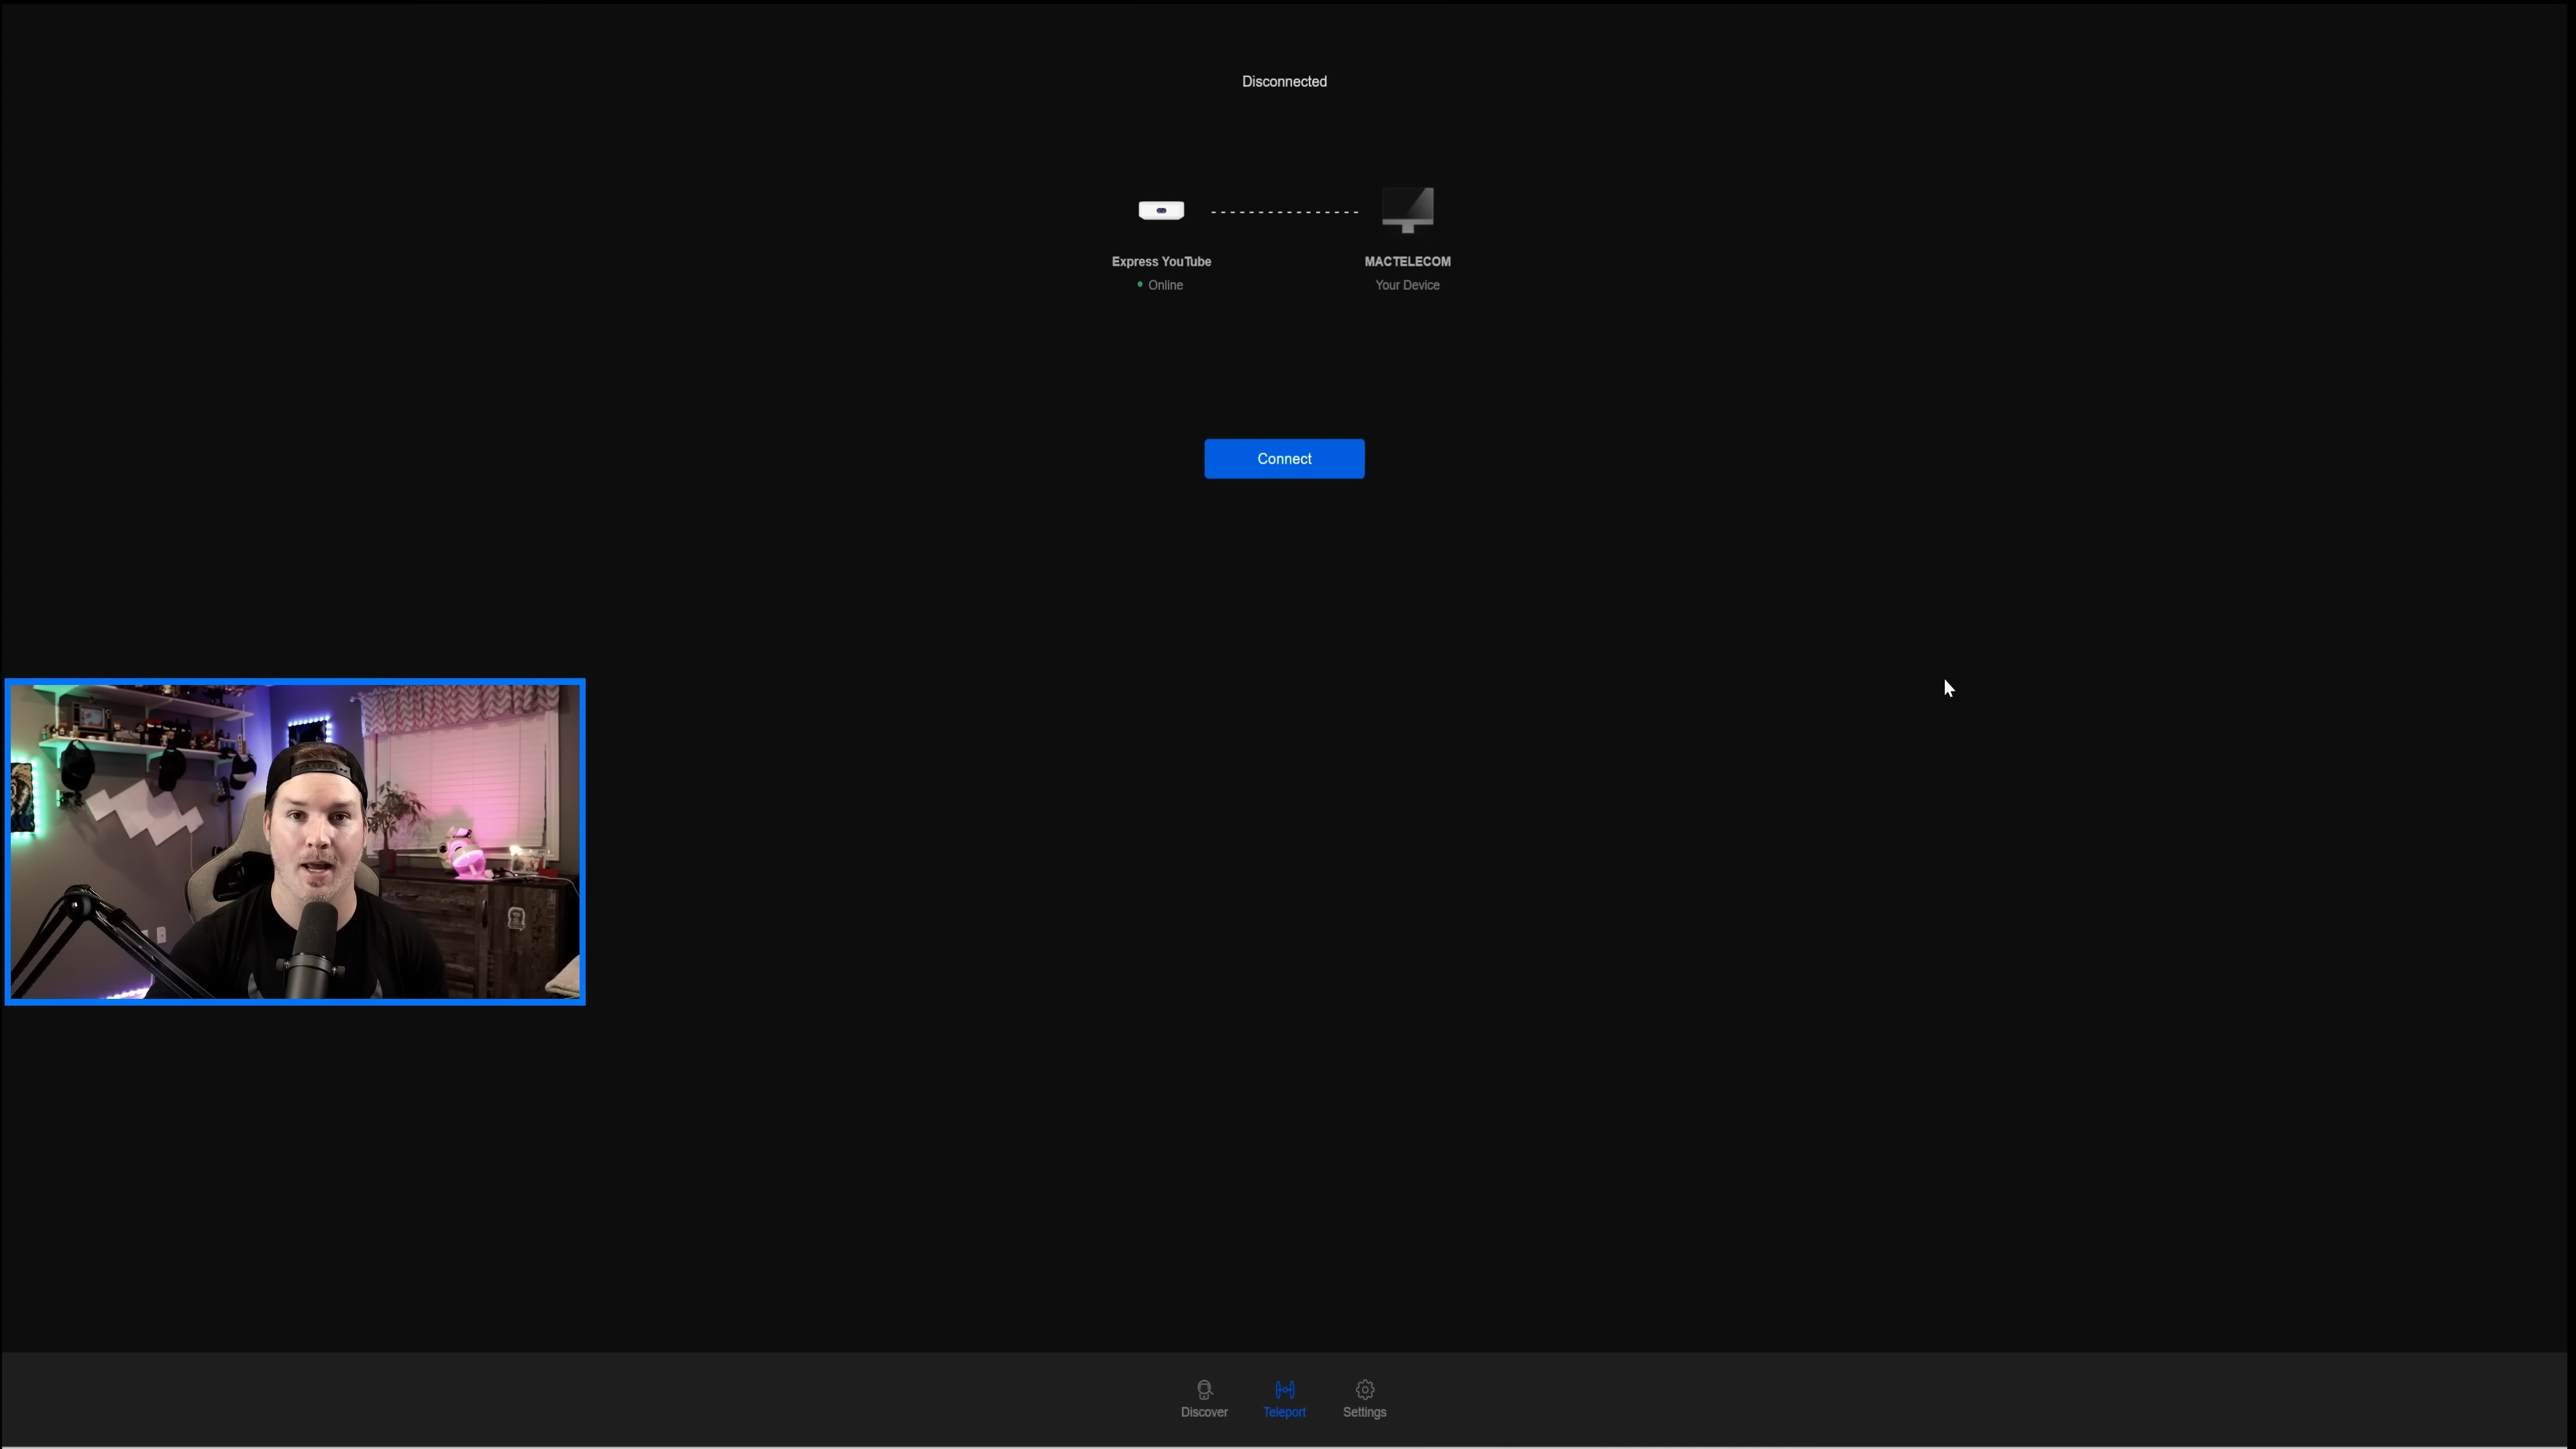 Disconnected
Express YouTube
Online
MACTELECOM
Your Device
Connect
Discover
Teleport
Settings